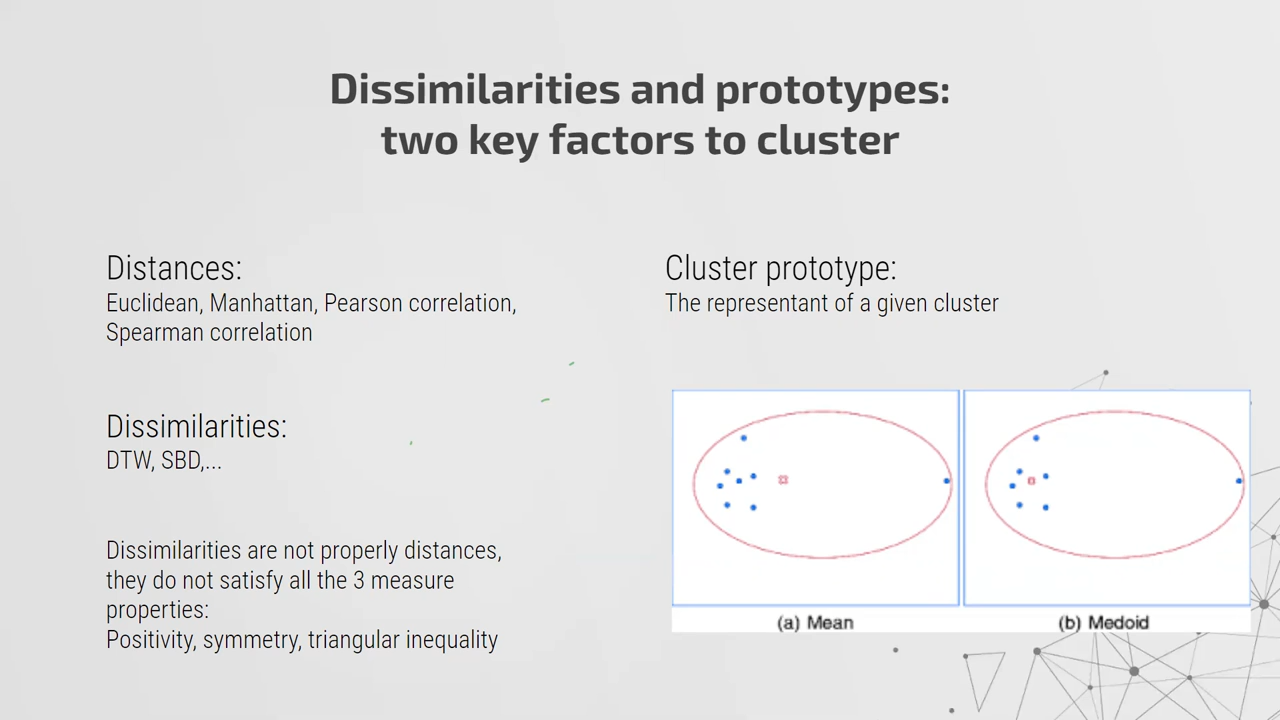 Dissimilarities and prototypes:
two key factors to cluster
Distances:
Euclidean, Manhattan, Pearson correlation,
Spearman correlation
Dissimilarities:
DTW, SBD,...
Dissimilarities are not properly distances,
they do not satisfy all the 3 measure
properties:
Positivity, symmetry, triangular inequality
Cluster prototype:
The representant of a given cluster
(a) Mean
(b) Medoid